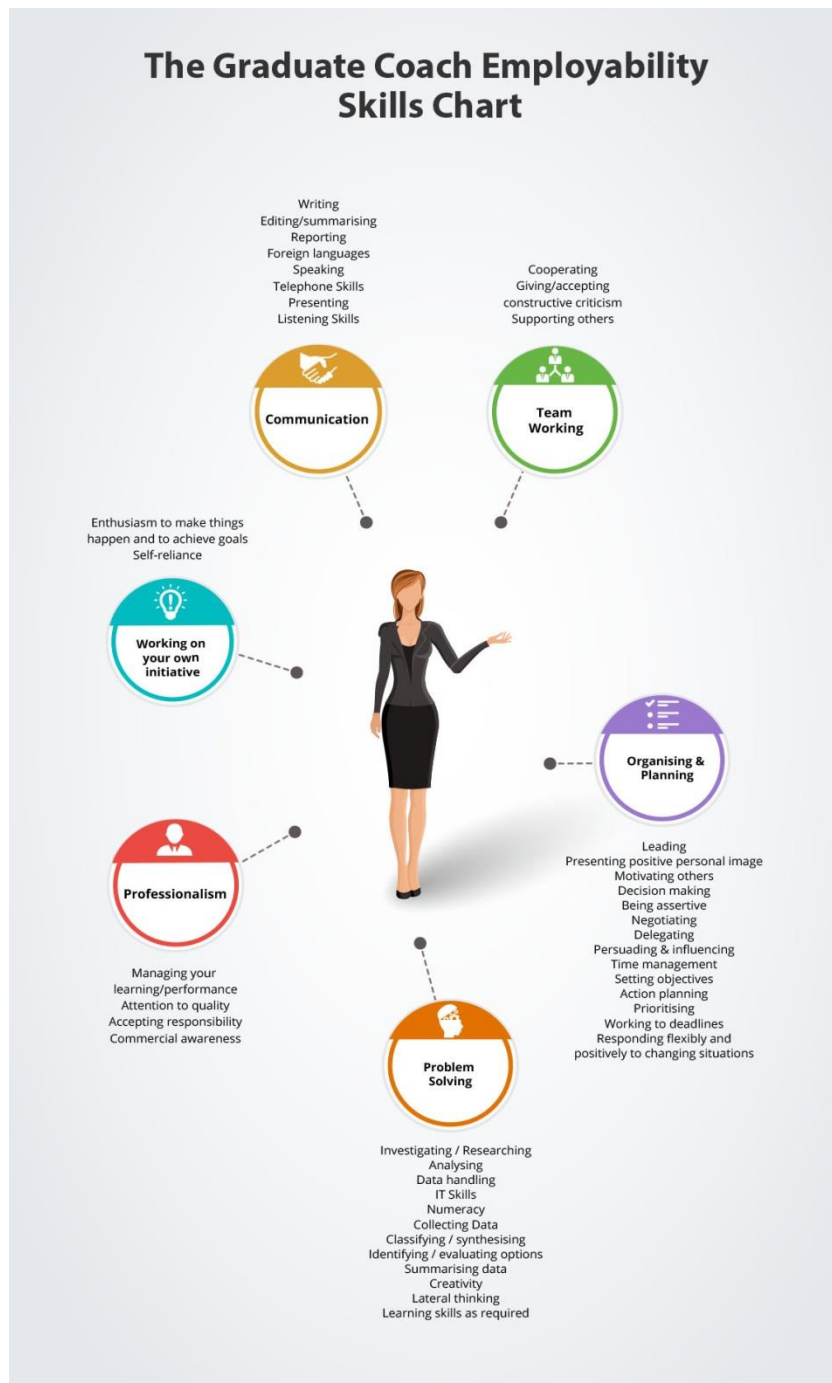 The Graduate Coach Employability
Skills Chart
Writing
Editing/summarising
Reporting
Foreign languages
Speaking
Telephone Skills
Presenting
Listening Skills
Communication
Cooperating
Giving/accepting
constructive criticism
Supporting others
Team
Working
Enthusiasm to make things
happen and to achieve goals
Self-reliance
Working on
your own
initiative
Organising &
Planning
Leading
Presenting positive personal image
Motivating others
Decision making
Being assertive
Negotiating
Delegating
Persuading & influencing
Time management
Setting objectives
Action planning
Prioritising
Working to deadlines
Responding flexibly and
positively to changing situations
Professionalism
Managing your
learning/performance
Attention to quality
Accepting responsibility
Commercial awareness
Problem
Solving
Investigating / Researching
Analysing
Data handling
IT Skills
Numeracy
Collecting Data
Classifying / synthesising
Identifying / evaluating options
Summarising data
Creativity
Lateral thinking
Learning skills as required